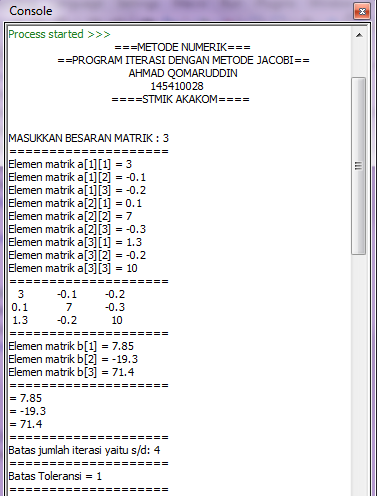 Console
Process started >>>
===METODE NUMERIK===
==PROGRAM ITERASI DENGAN METODE JACOBI==
AHMAD QOMARUDDIN
145410028
====STMIK AKAKOM====
MASUKKAN BESARAN MATRIK : 3
======================
Elemen matrik a[1][1] = 3
Elemen matrik a[1][2] = -0.1
Elemen matrik a[1][3] = -0.2
Elemen matrik a[2][1] = 0.1
Elemen matrik a[2][2] = 7
Elemen matrik a[2][3] = -0.3
Elemen matrik a[3][1] = 1.3
Elemen matrik a[3][2] = -0.2
Elemen matrik a[3][3] = 10
======================
3 -0.1 -0.2
0.1 7 -0.3
1.3 -0.2 10
======================
Elemen matrik b[1] = 7.85
Elemen matrik b[2] = -19.3
Elemen matrik b[3] = 71.4
======================
= 7.85
= -19.3
= 71.4
======================
Batas jumlah iterasi yaitu s/d: 4
======================
Batas Toleransi = 1
======================